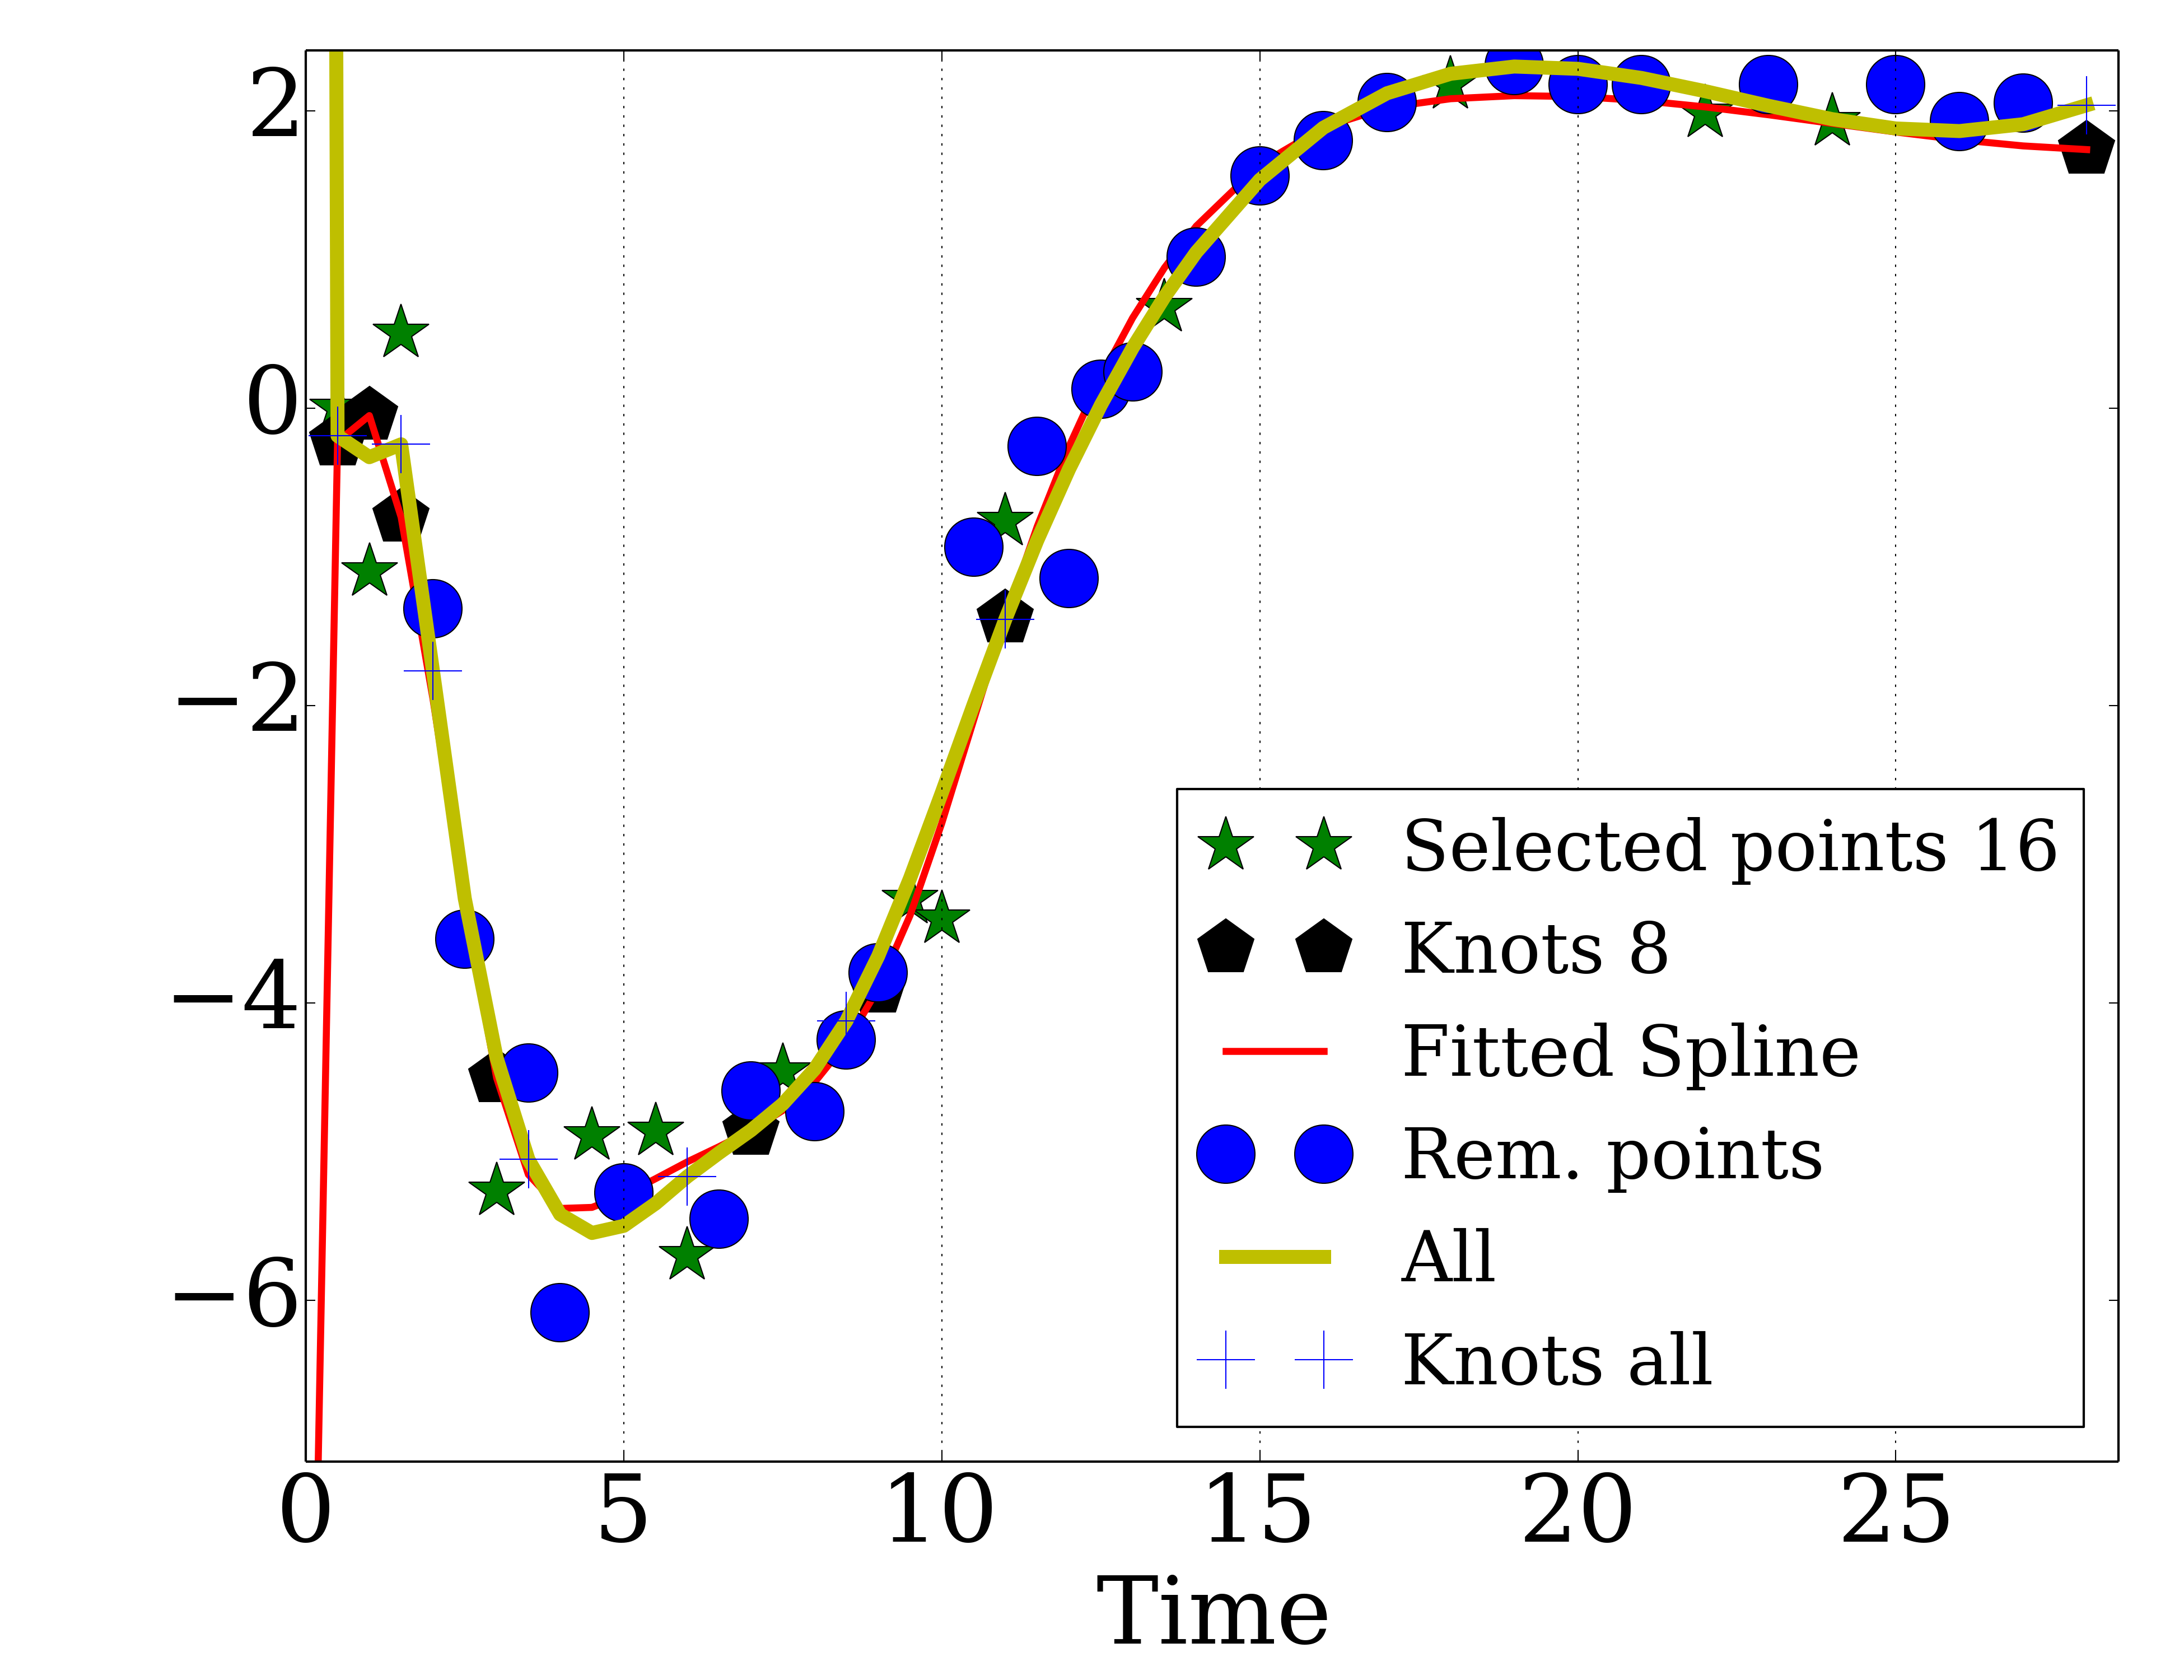 2
0
−2
−4
−6
Selected points 16
Knots 8
Fitted Spline
Rem. points
All
Knots all
0 5 10 15 20 25
Time